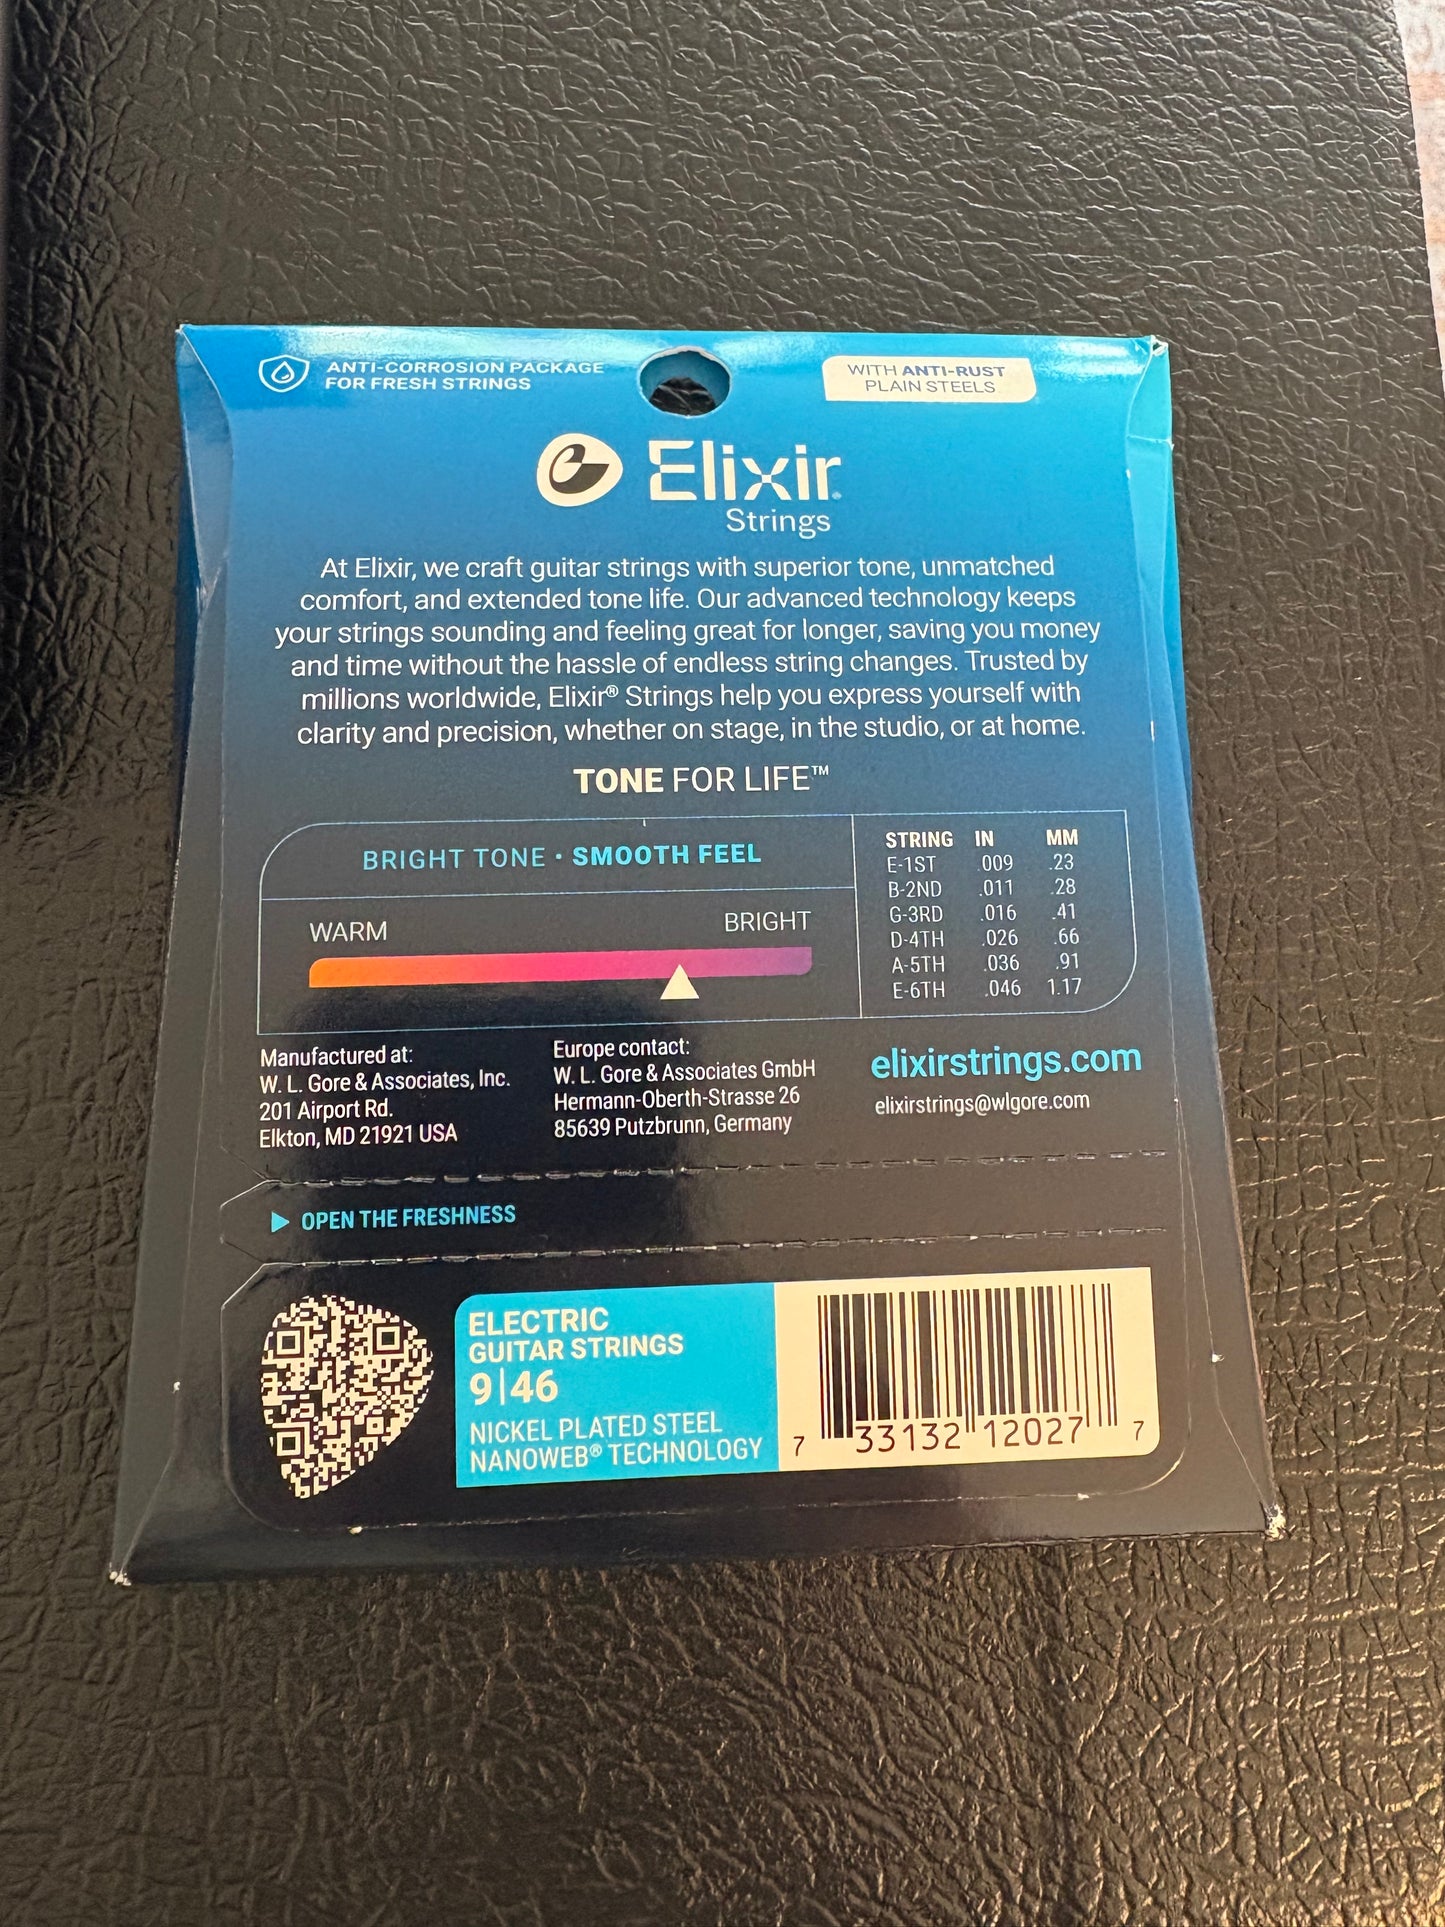 ANTI-CORROSION PACKAGE
FOR FRESH STRINGS
WITH ANTI-RUST
PLAIN STEELS
Elixir
Strings
At Elixir, we craft guitar strings with superior tone, unmatched
comfort, and extended tone life. Our advanced technology keeps
your strings sounding and feeling great for longer, saving you money
and time without the hassle of endless string changes. Trusted by
millions worldwide, Elixir® Strings help you express yourself with
clarity and precision, whether on stage, in the studio, or at home.
TONE FOR LIFE™
BRIGHT TONE • SMOOTH FEEL
WARM BRIGHT
STRING IN MM
E-1ST .009 .23
B-2ND .011 .28
G-3RD .016 .41
D-4TH .026 .66
A-5TH .036 .91
E-6TH .046 1.17
Manufactured at:
W. L. Gore & Associates, Inc.
201 Airport Rd.
Elkton, MD 21921 USA
Europe contact:
W. L. Gore & Associates GmbH
Hermann-Oberth-Strasse 26
85639 Putzbrunn, Germany
elixirstrings.com
elixirstrings@wlgore.com
OPEN THE FRESHNESS
ELECTRIC
GUITAR STRINGS
9|46
NICKEL PLATED STEEL
NANOWEB® TECHNOLOGY
7 33132 12027 7